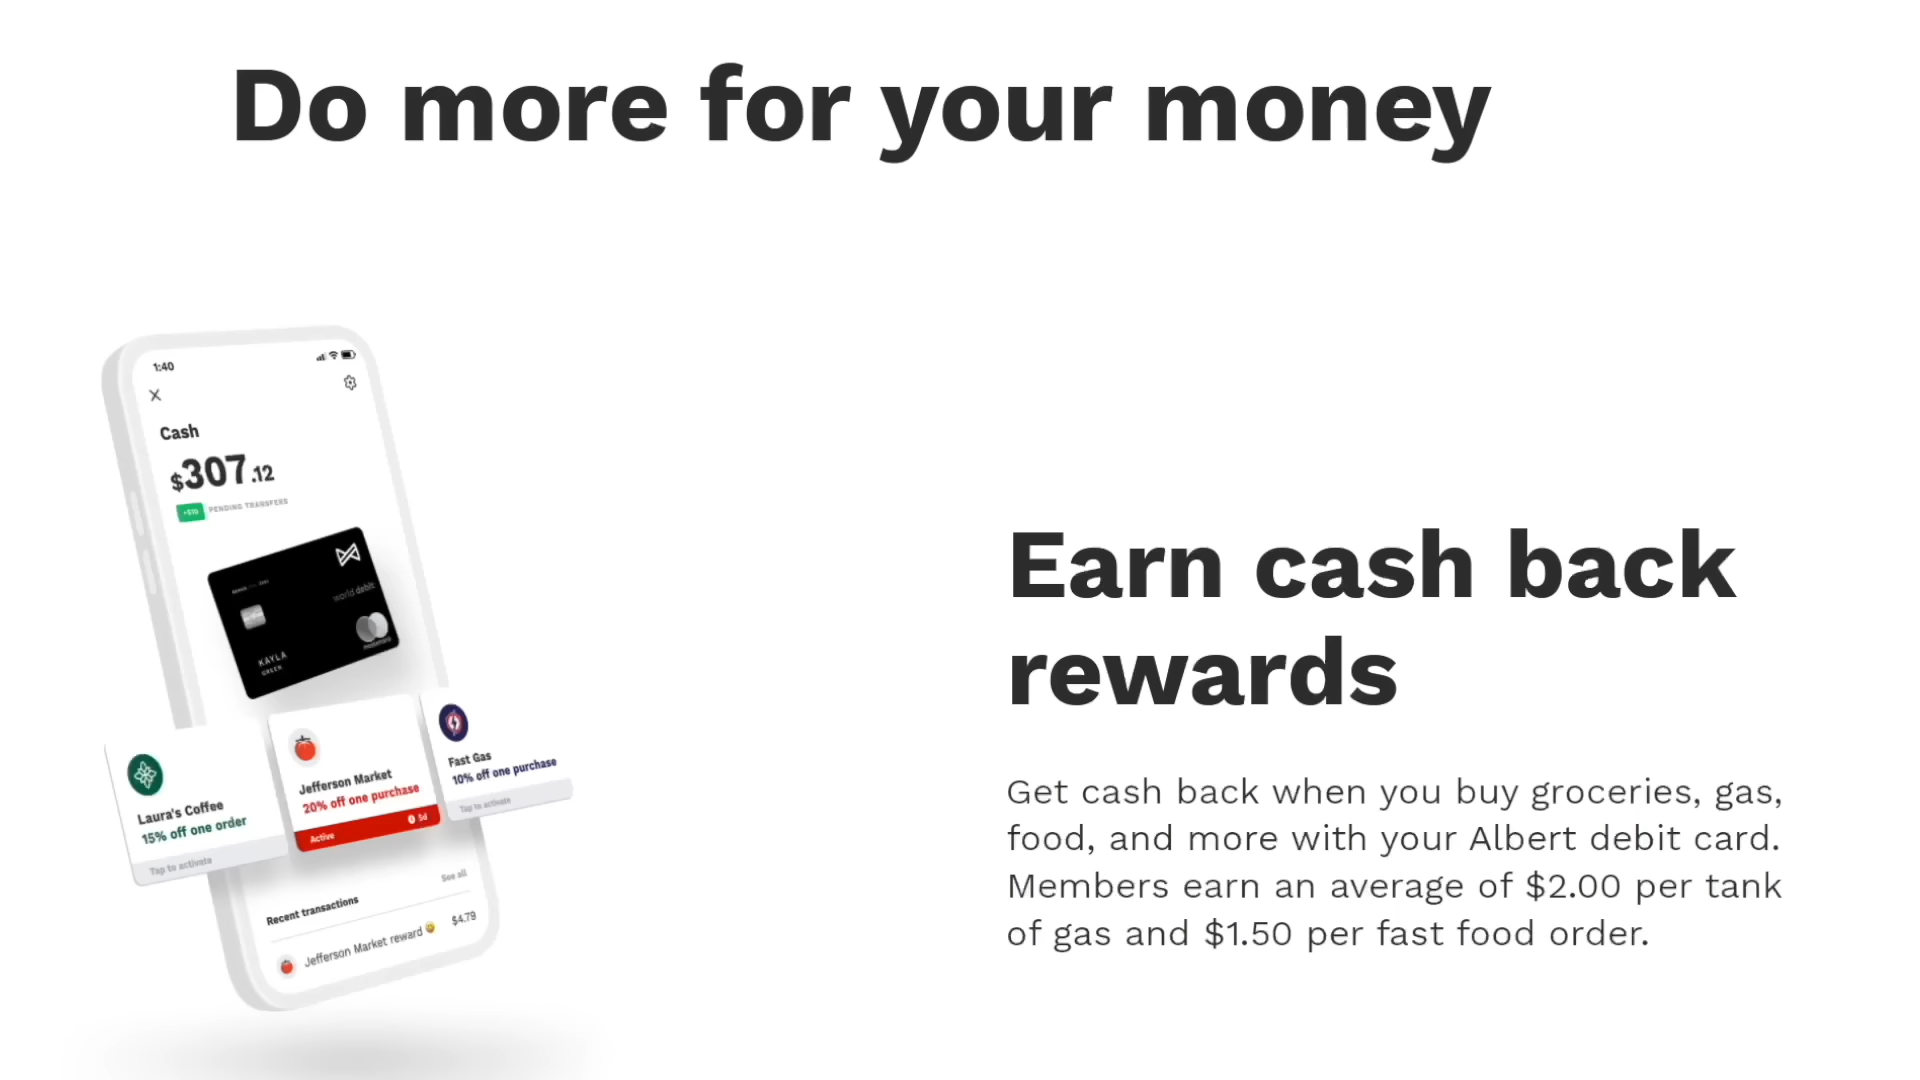 Do more for your money
1:40
Cash
$307.12
+$10 PENDING TRANSFERS
world debit
mastercard
KAYLA
GREEN
Laura's Coffee
15% off one order
Tap to activate
Jefferson Market
20% off one purchase
Active 5d
Fast Gas
10% off one purchase
Tap to activate
Recent transactions See all
Jefferson Market reward $4.79
Earn cash back
rewards
Get cash back when you buy groceries, gas,
food, and more with your Albert debit card.
Members earn an average of $2.00 per tank
of gas and $1.50 per fast food order.